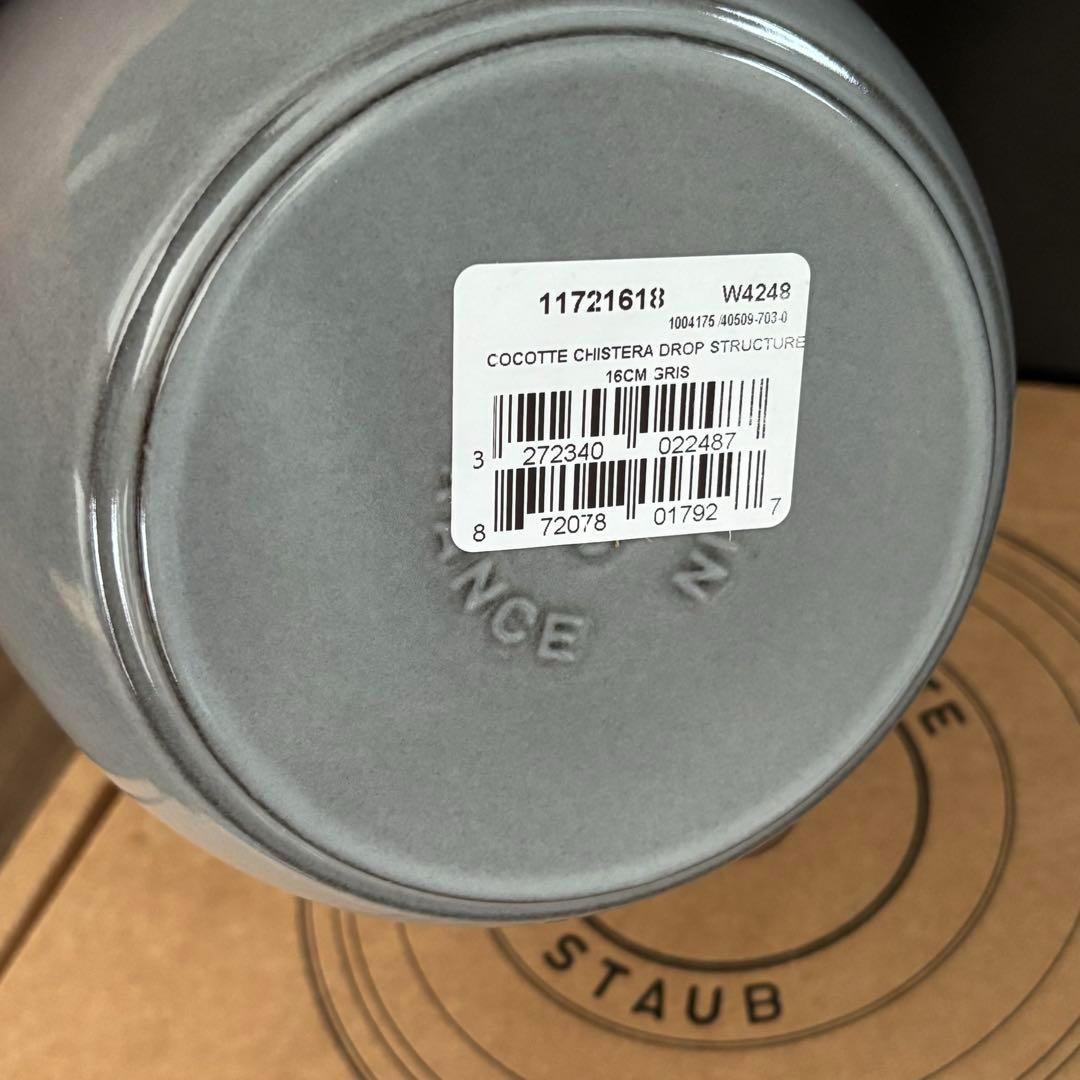 11721618 W4248
1004175 /40509-703-0
COCOTTE CHISTERA DROP STRUCTURE
16CM GRIS
3 272340 022487
8 72078 01792 7
STAUB